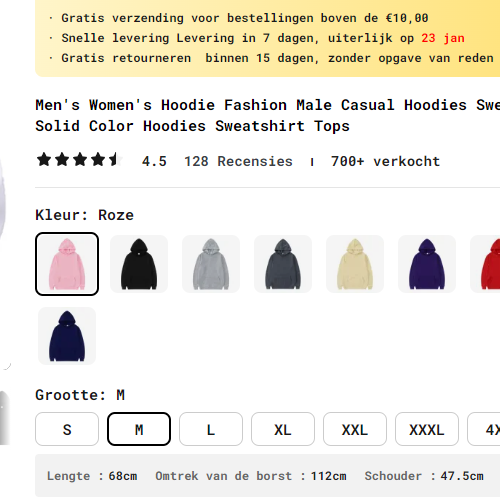 · Gratis verzending voor bestellingen boven de €10,00
· Snelle levering Levering in 7 dagen, uiterlijk op 23 jan
· Gratis retourneren binnen 15 dagen, zonder opgave van reden
Men's Women's Hoodie Fashion Male Casual Hoodies Swe
Solid Color Hoodies Sweatshirt Tops
4.5 128 Recensies | 700+ verkocht
Kleur: Roze
Grootte: M
S M L XL XXL XXXL 4X
Lengte : 68cm Omtrek van de borst : 112cm Schouder : 47.5cm